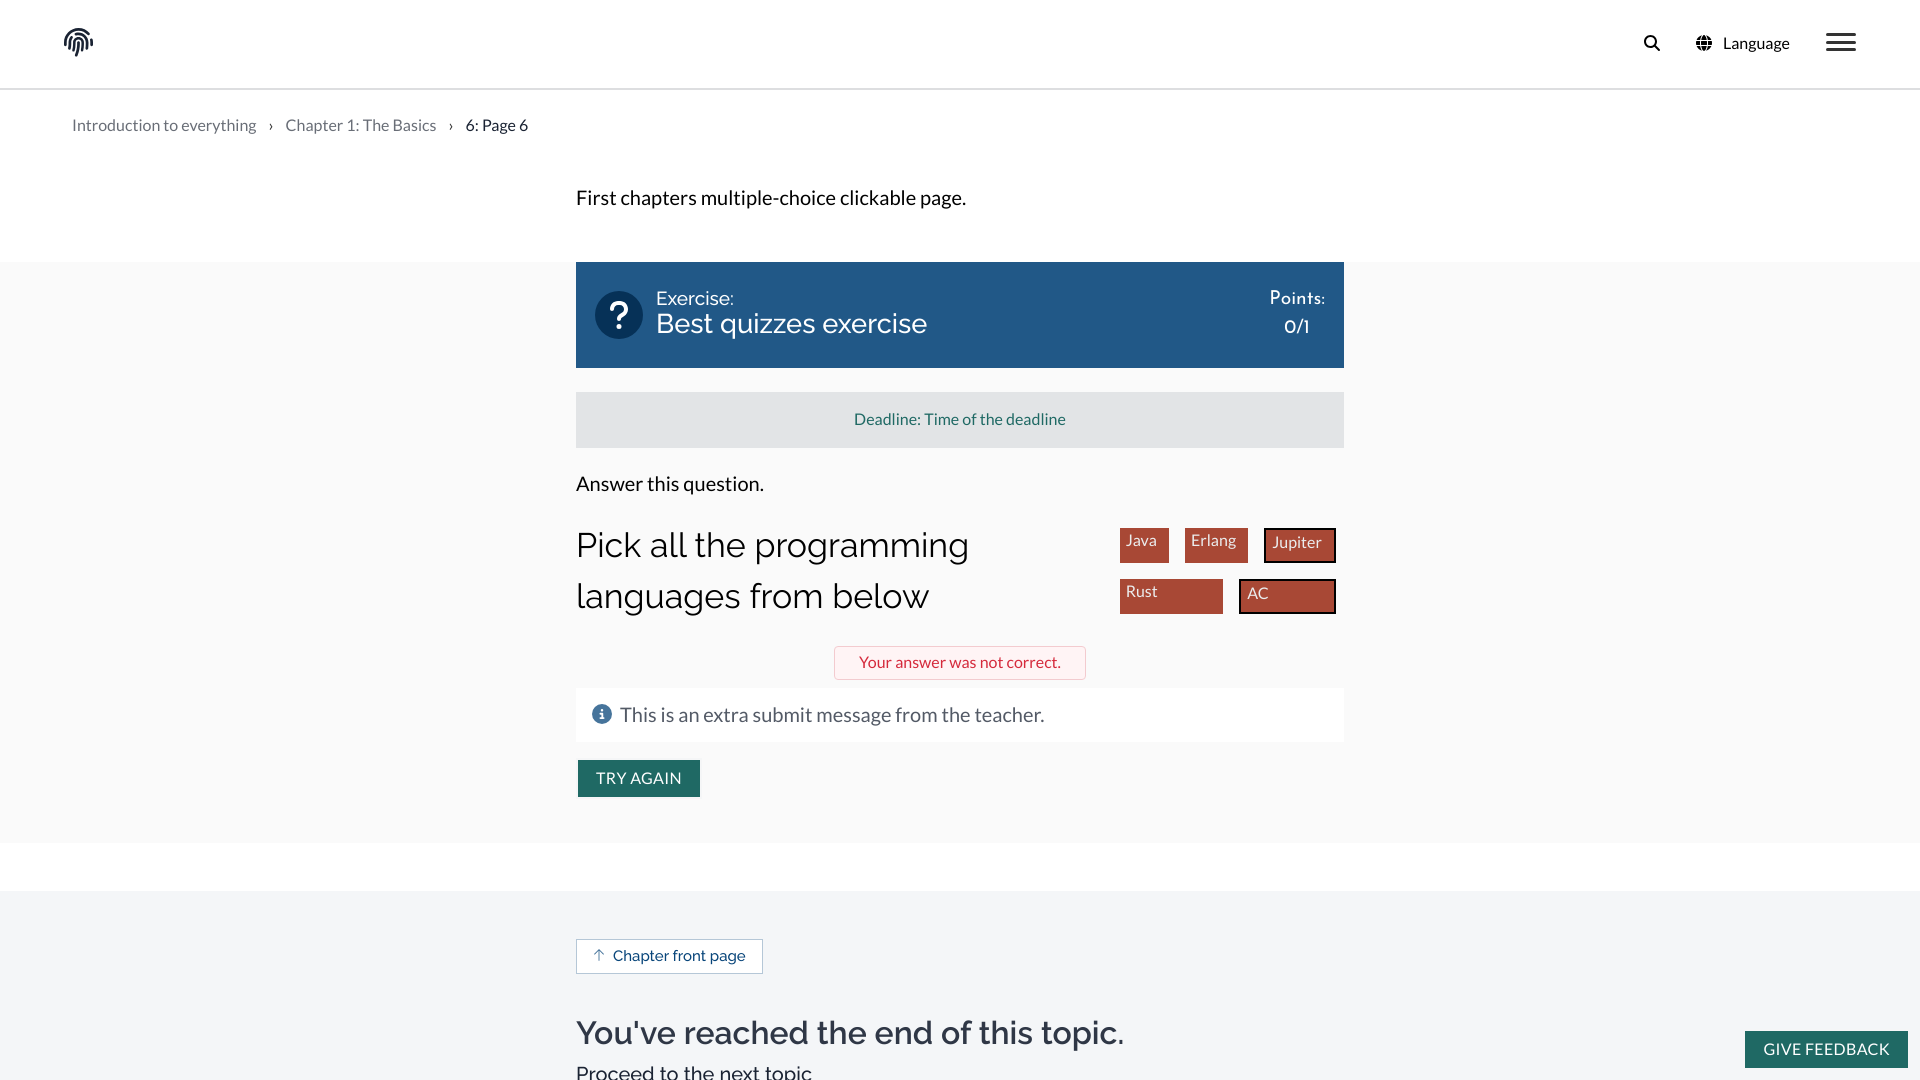 Language
Introduction to everything › Chapter 1: The Basics › 6: Page 6
First chapters multiple-choice clickable page.
Exercise:
Best quizzes exercise
Points:
0/1
Deadline: Time of the deadline
Answer this question.
Pick all the programming
languages from below
Java Erlang Jupiter
Rust AC
Your answer was not correct.
This is an extra submit message from the teacher.
TRY AGAIN
Chapter front page
You've reached the end of this topic.
Proceed to the next topic
GIVE FEEDBACK